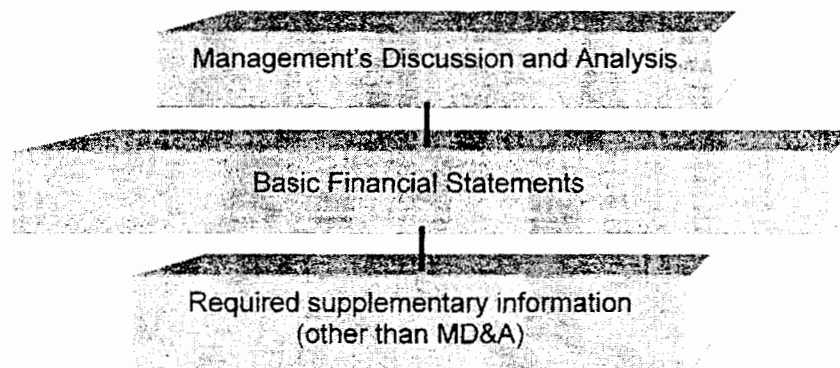 Management's Discussion and Analysis
Basic Financial Statements
Required supplementary information
(other than MD&A)